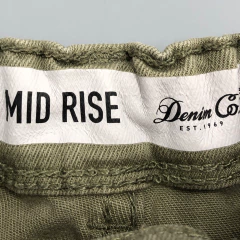 MID RISE
Denim Co.
EST. 1969